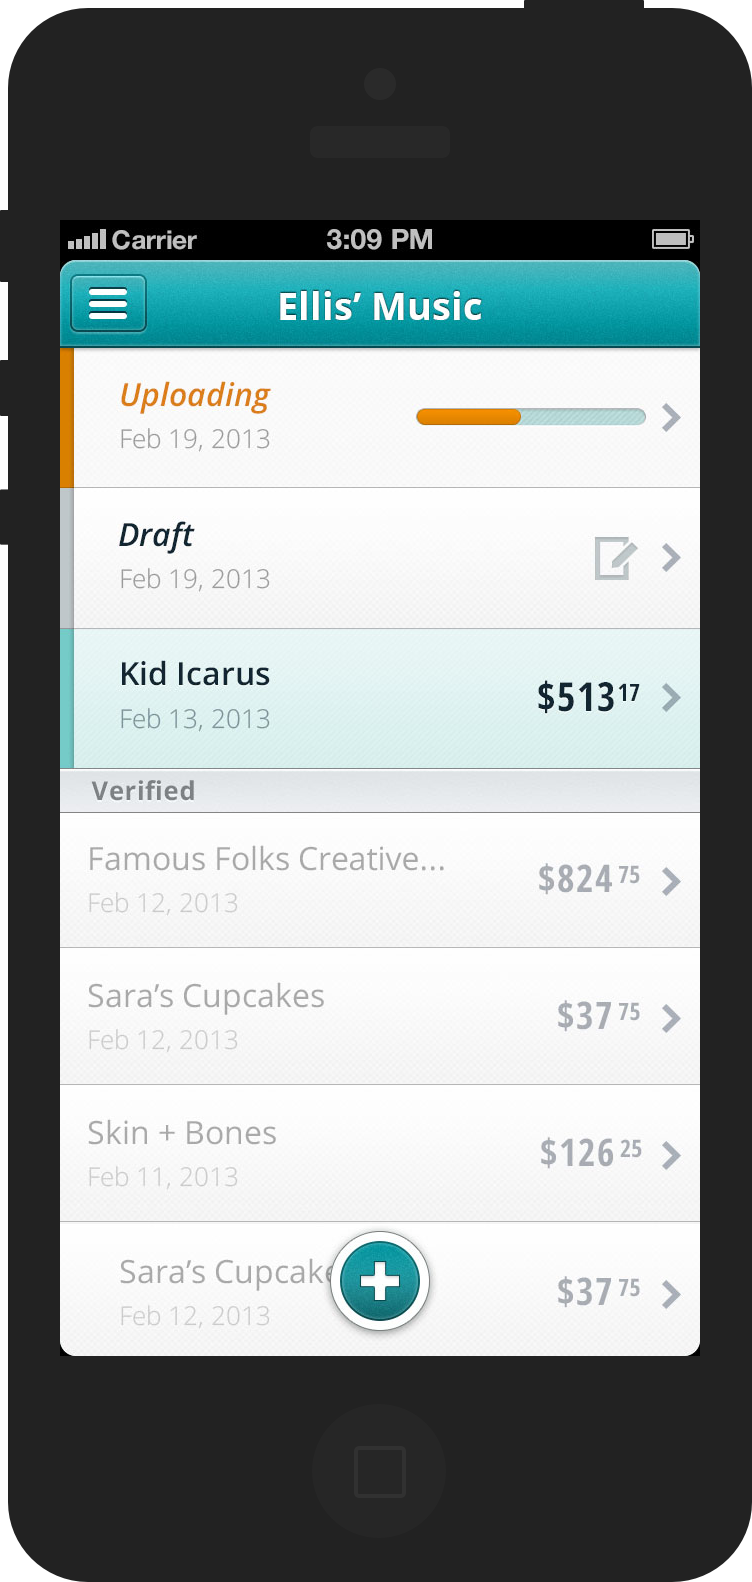 Carrier 3:09 PM
Ellis’ Music
Uploading
Feb 19, 2013
Draft
Feb 19, 2013
Kid Icarus
$513 17
Feb 13, 2013
Verified
Famous Folks Creative...
$824 75
Feb 12, 2013
Sara’s Cupcakes
$37 75
Feb 12, 2013
Skin + Bones
$126 25
Feb 11, 2013
Sara’s Cupcake
$37 75
Feb 12, 2013